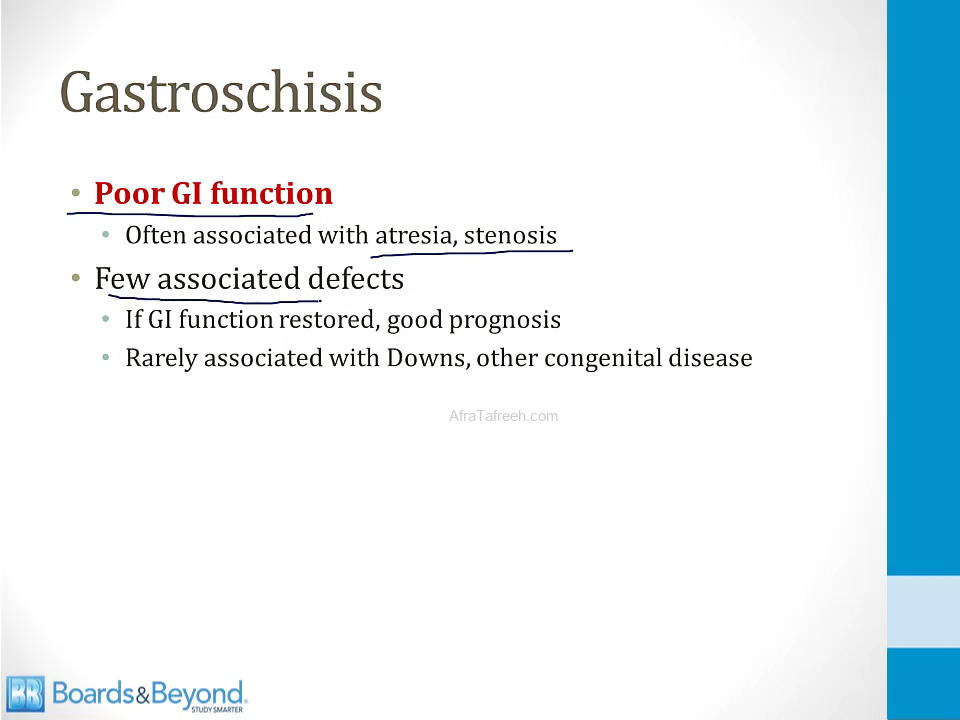 Gastroschisis
• Poor GI function
• Often associated with atresia, stenosis
• Few associated defects
• If GI function restored, good prognosis
• Rarely associated with Downs, other congenital disease
AfraTafreeh.com
BB Boards&Beyond.
STUDY SMARTER